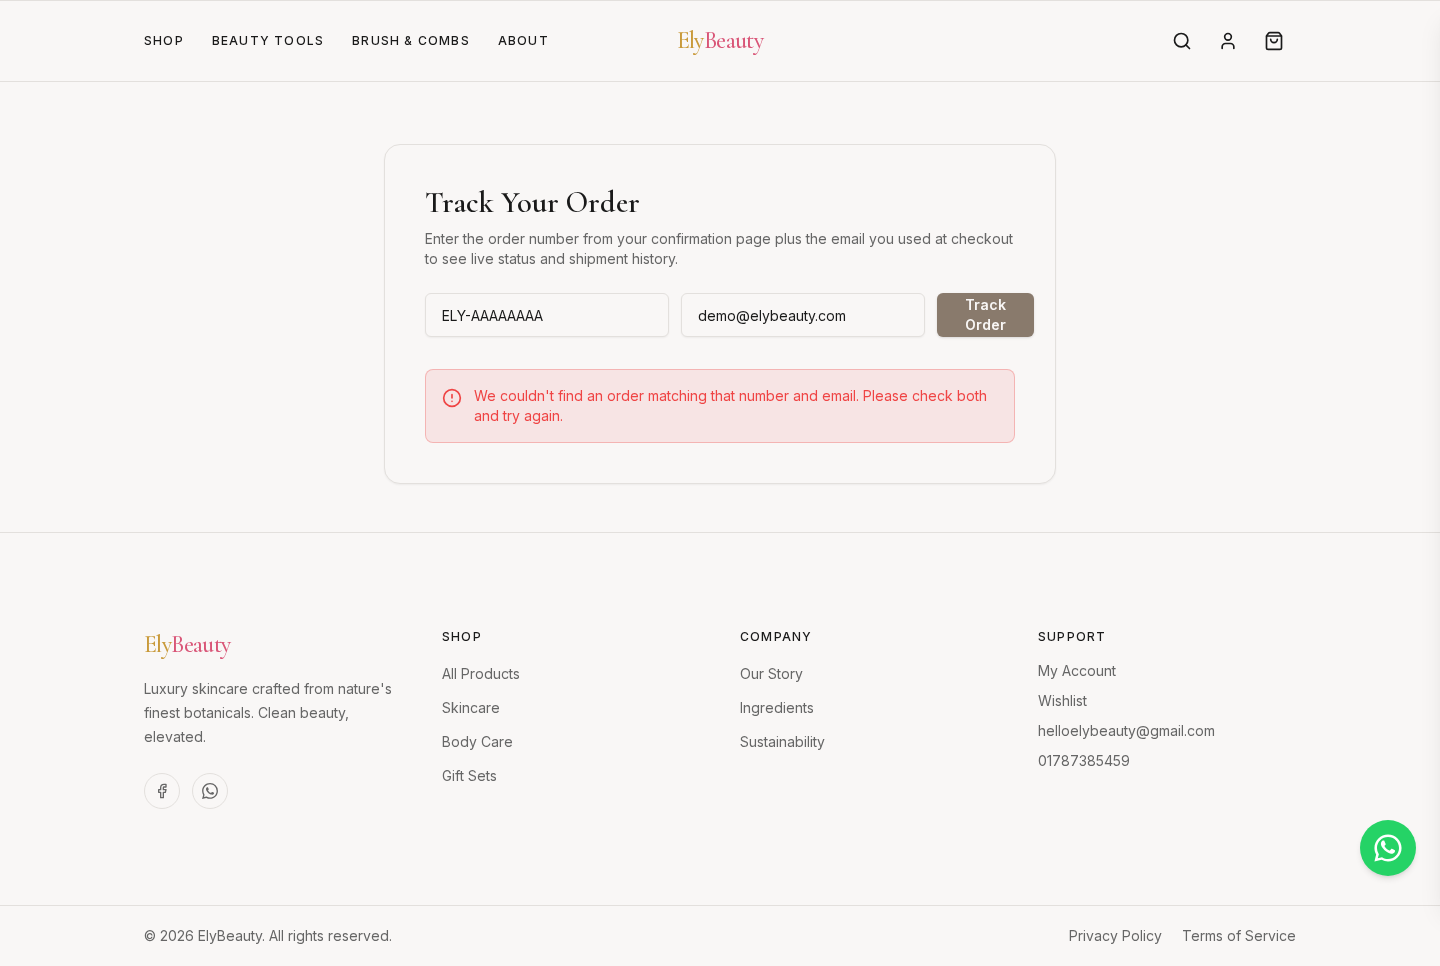 SHOP BEAUTY TOOLS BRUSH & COMBS ABOUT ElyBeauty
Track Your Order
Enter the order number from your confirmation page plus the email you used at checkout
to see live status and shipment history.
ELY-AAAAAAAA demo@elybeauty.com Track
Order
We couldn't find an order matching that number and email. Please check both
and try again.
ElyBeauty
Luxury skincare crafted from nature's
finest botanicals. Clean beauty,
elevated.
SHOP
All Products
Skincare
Body Care
Gift Sets
COMPANY
Our Story
Ingredients
Sustainability
SUPPORT
My Account
Wishlist
helloelybeauty@gmail.com
01787385459
© 2026 ElyBeauty. All rights reserved. Privacy Policy Terms of Service